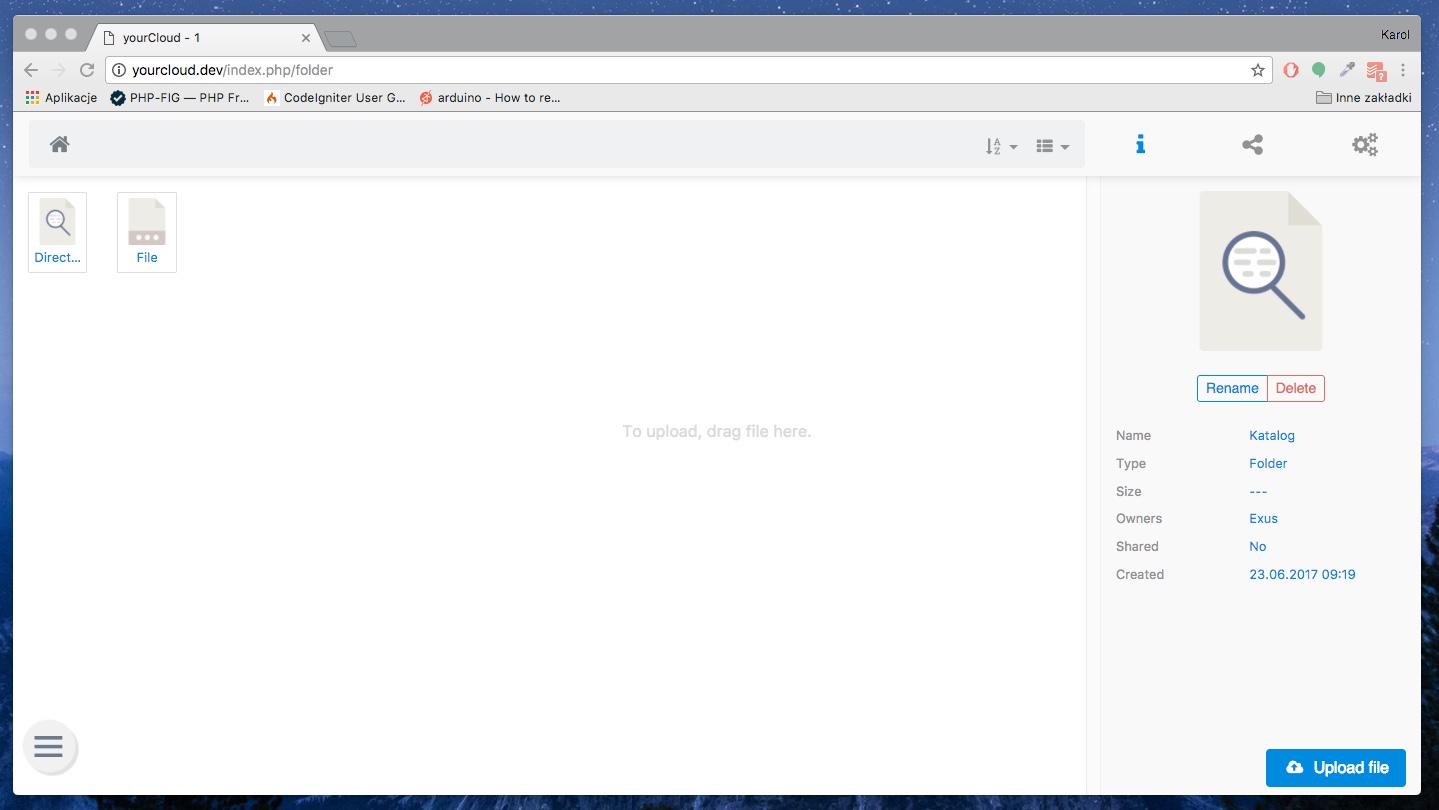 yourCloud - 1
Karol
yourcloud.dev/index.php/folder
Aplikacje
PHP-FIG — PHP Fr...
CodeIgniter User G...
arduino - How to re...
Inne zakładki
Direct...
File
To upload, drag file here.
Rename
Delete
Name Katalog
Type Folder
Size ---
Owners Exus
Shared No
Created 23.06.2017 09:19
Upload file